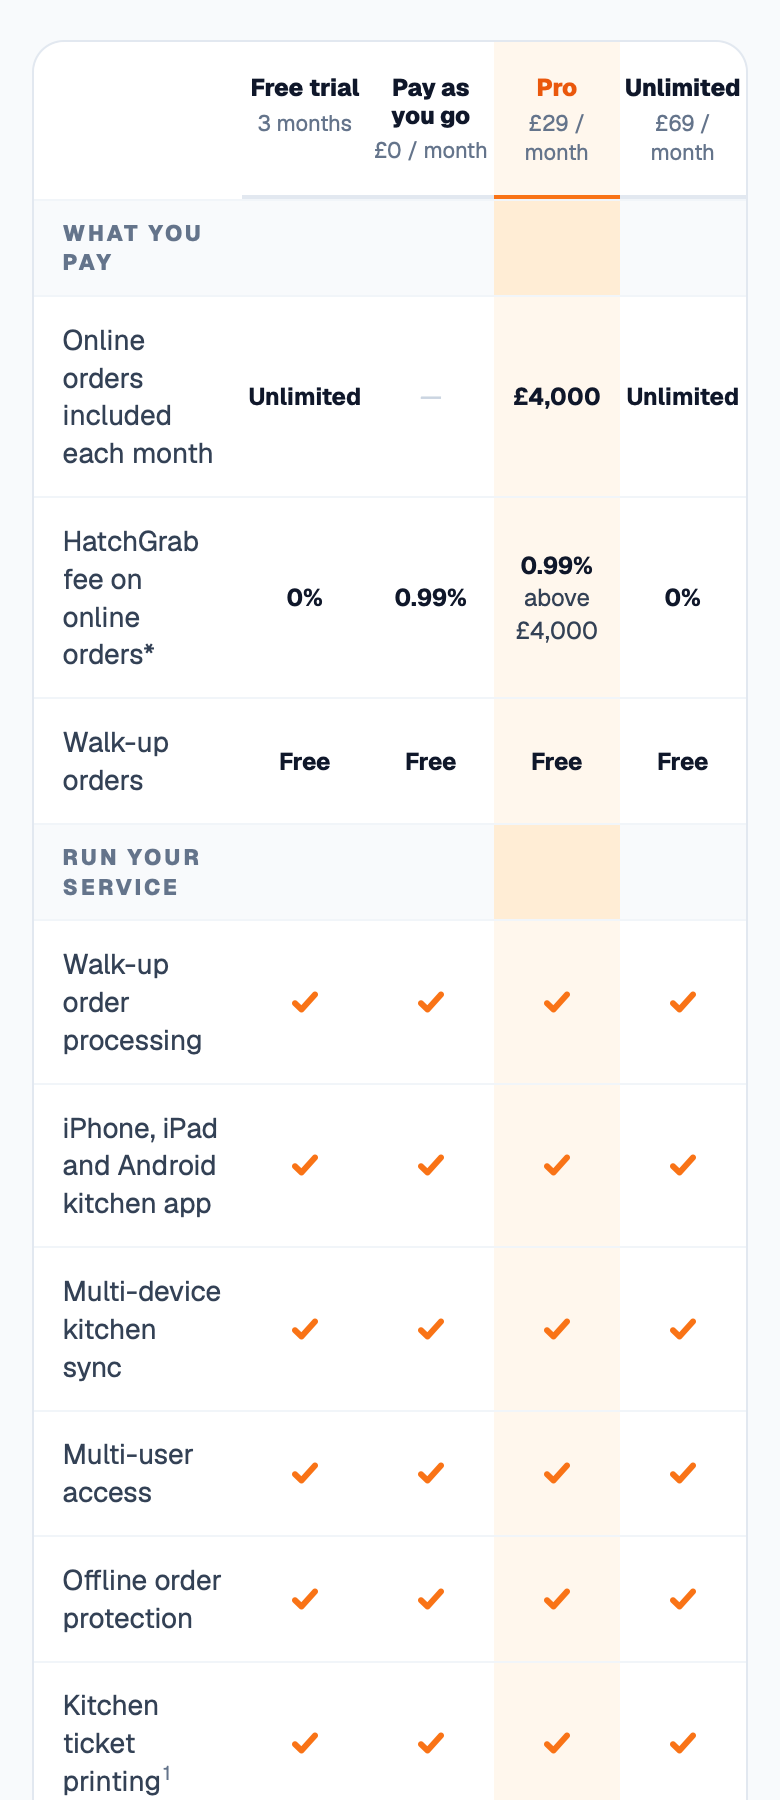 Free trial
3 months
Pay as
you go
£0 / month
Pro
£29 /
month
Unlimited
£69 /
month
WHAT YOU
PAY
Online
orders
included
each month
Unlimited
—
£4,000
Unlimited
HatchGrab
fee on
online
orders*
0%
0.99%
0.99%
above
£4,000
0%
Walk-up
orders
Free
Free
Free
Free
RUN YOUR
SERVICE
Walk-up
order
processing
iPhone, iPad
and Android
kitchen app
Multi-device
kitchen
sync
Multi-user
access
Offline order
protection
Kitchen
ticket
printing¹